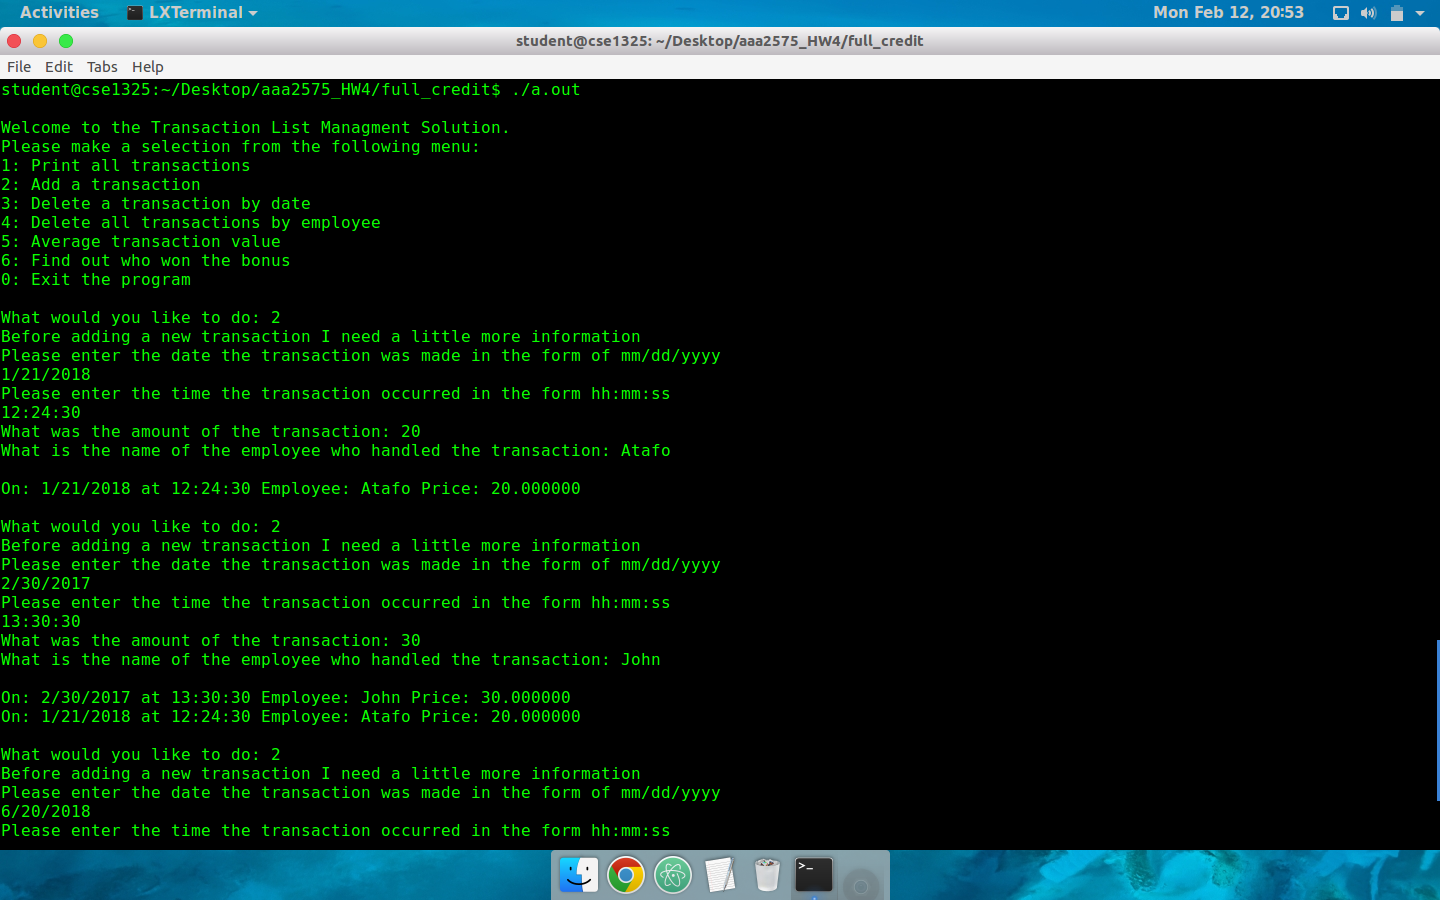 Activities LXTerminal Mon Feb 12, 20:53
student@cse1325: ~/Desktop/aaa2575_HW4/full_credit
File Edit Tabs Help
student@cse1325:~/Desktop/aaa2575_HW4/full_credit$ ./a.out
Welcome to the Transaction List Managment Solution.
Please make a selection from the following menu:
1: Print all transactions
2: Add a transaction
3: Delete a transaction by date
4: Delete all transactions by employee
5: Average transaction value
6: Find out who won the bonus
0: Exit the program
What would you like to do: 2
Before adding a new transaction I need a little more information
Please enter the date the transaction was made in the form of mm/dd/yyyy
1/21/2018
Please enter the time the transaction occurred in the form hh:mm:ss
12:24:30
What was the amount of the transaction: 20
What is the name of the employee who handled the transaction: Atafo
On: 1/21/2018 at 12:24:30 Employee: Atafo Price: 20.000000
What would you like to do: 2
Before adding a new transaction I need a little more information
Please enter the date the transaction was made in the form of mm/dd/yyyy
2/30/2017
Please enter the time the transaction occurred in the form hh:mm:ss
13:30:30
What was the amount of the transaction: 30
What is the name of the employee who handled the transaction: John
On: 2/30/2017 at 13:30:30 Employee: John Price: 30.000000
On: 1/21/2018 at 12:24:30 Employee: Atafo Price: 20.000000
What would you like to do: 2
Before adding a new transaction I need a little more information
Please enter the date the transaction was made in the form of mm/dd/yyyy
6/20/2018
Please enter the time the transaction occurred in the form hh:mm:ss